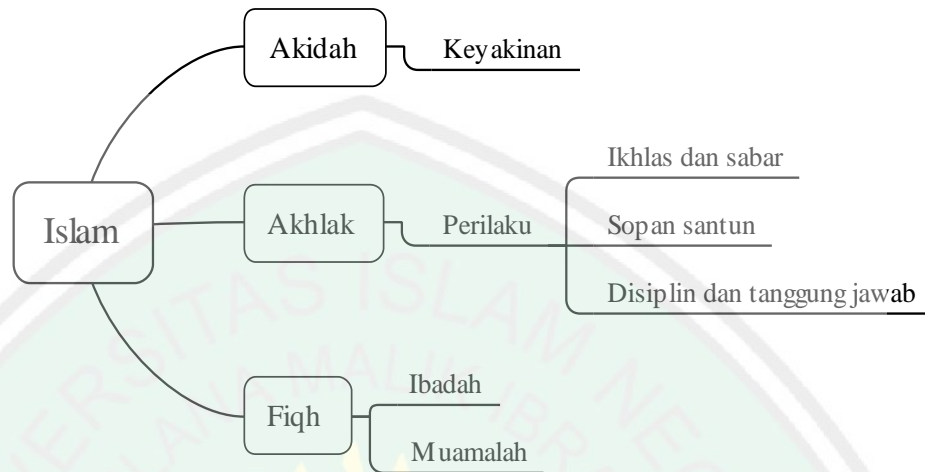 Akidah
Keyakinan
Islam
Akhlak
Perilaku
Ikhlas dan sabar
Sopan santun
Disiplin dan tanggung jawab
Fiqh
Ibadah
Muamalah